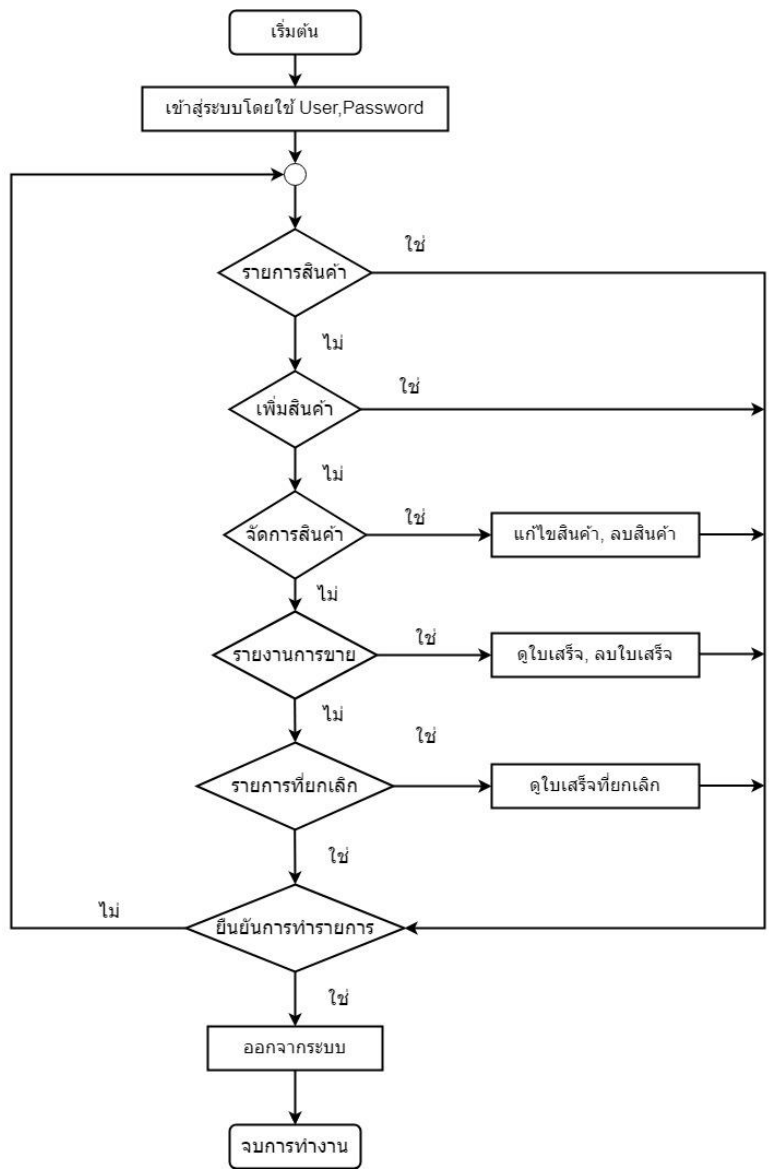 เริ่มต้น
เข้าสู่ระบบโดยใช้ User,Password
ใช่
รายการสินค้า
ไม่
ใช่
เพิ่มสินค้า
ไม่
ใช่
จัดการสินค้า
แก้ไขสินค้า, ลบสินค้า
ไม่
ใช่
รายงานการขาย
ดูใบเสร็จ, ลบใบเสร็จ
ไม่
ใช่
รายการที่ยกเลิก
ดูใบเสร็จที่ยกเลิก
ใช่
ไม่
ยืนยันการทำรายการ
ใช่
ออกจากระบบ
จบการทำงาน